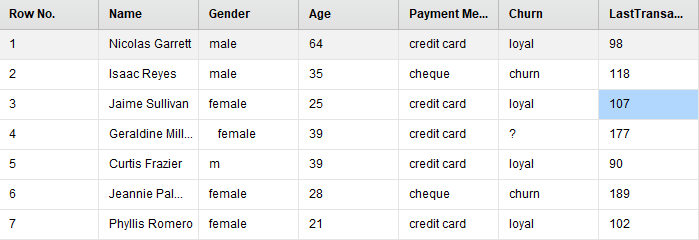 Row No. Name Gender Age Payment Me... Churn LastTransa...
1 Nicolas Garrett male 64 credit card loyal 98
2 Isaac Reyes male 35 cheque churn 118
3 Jaime Sullivan female 25 credit card loyal 107
4 Geraldine Mill... female 39 credit card ? 177
5 Curtis Frazier m 39 credit card loyal 90
6 Jeannie Pal... female 28 cheque churn 189
7 Phyllis Romero female 21 credit card loyal 102